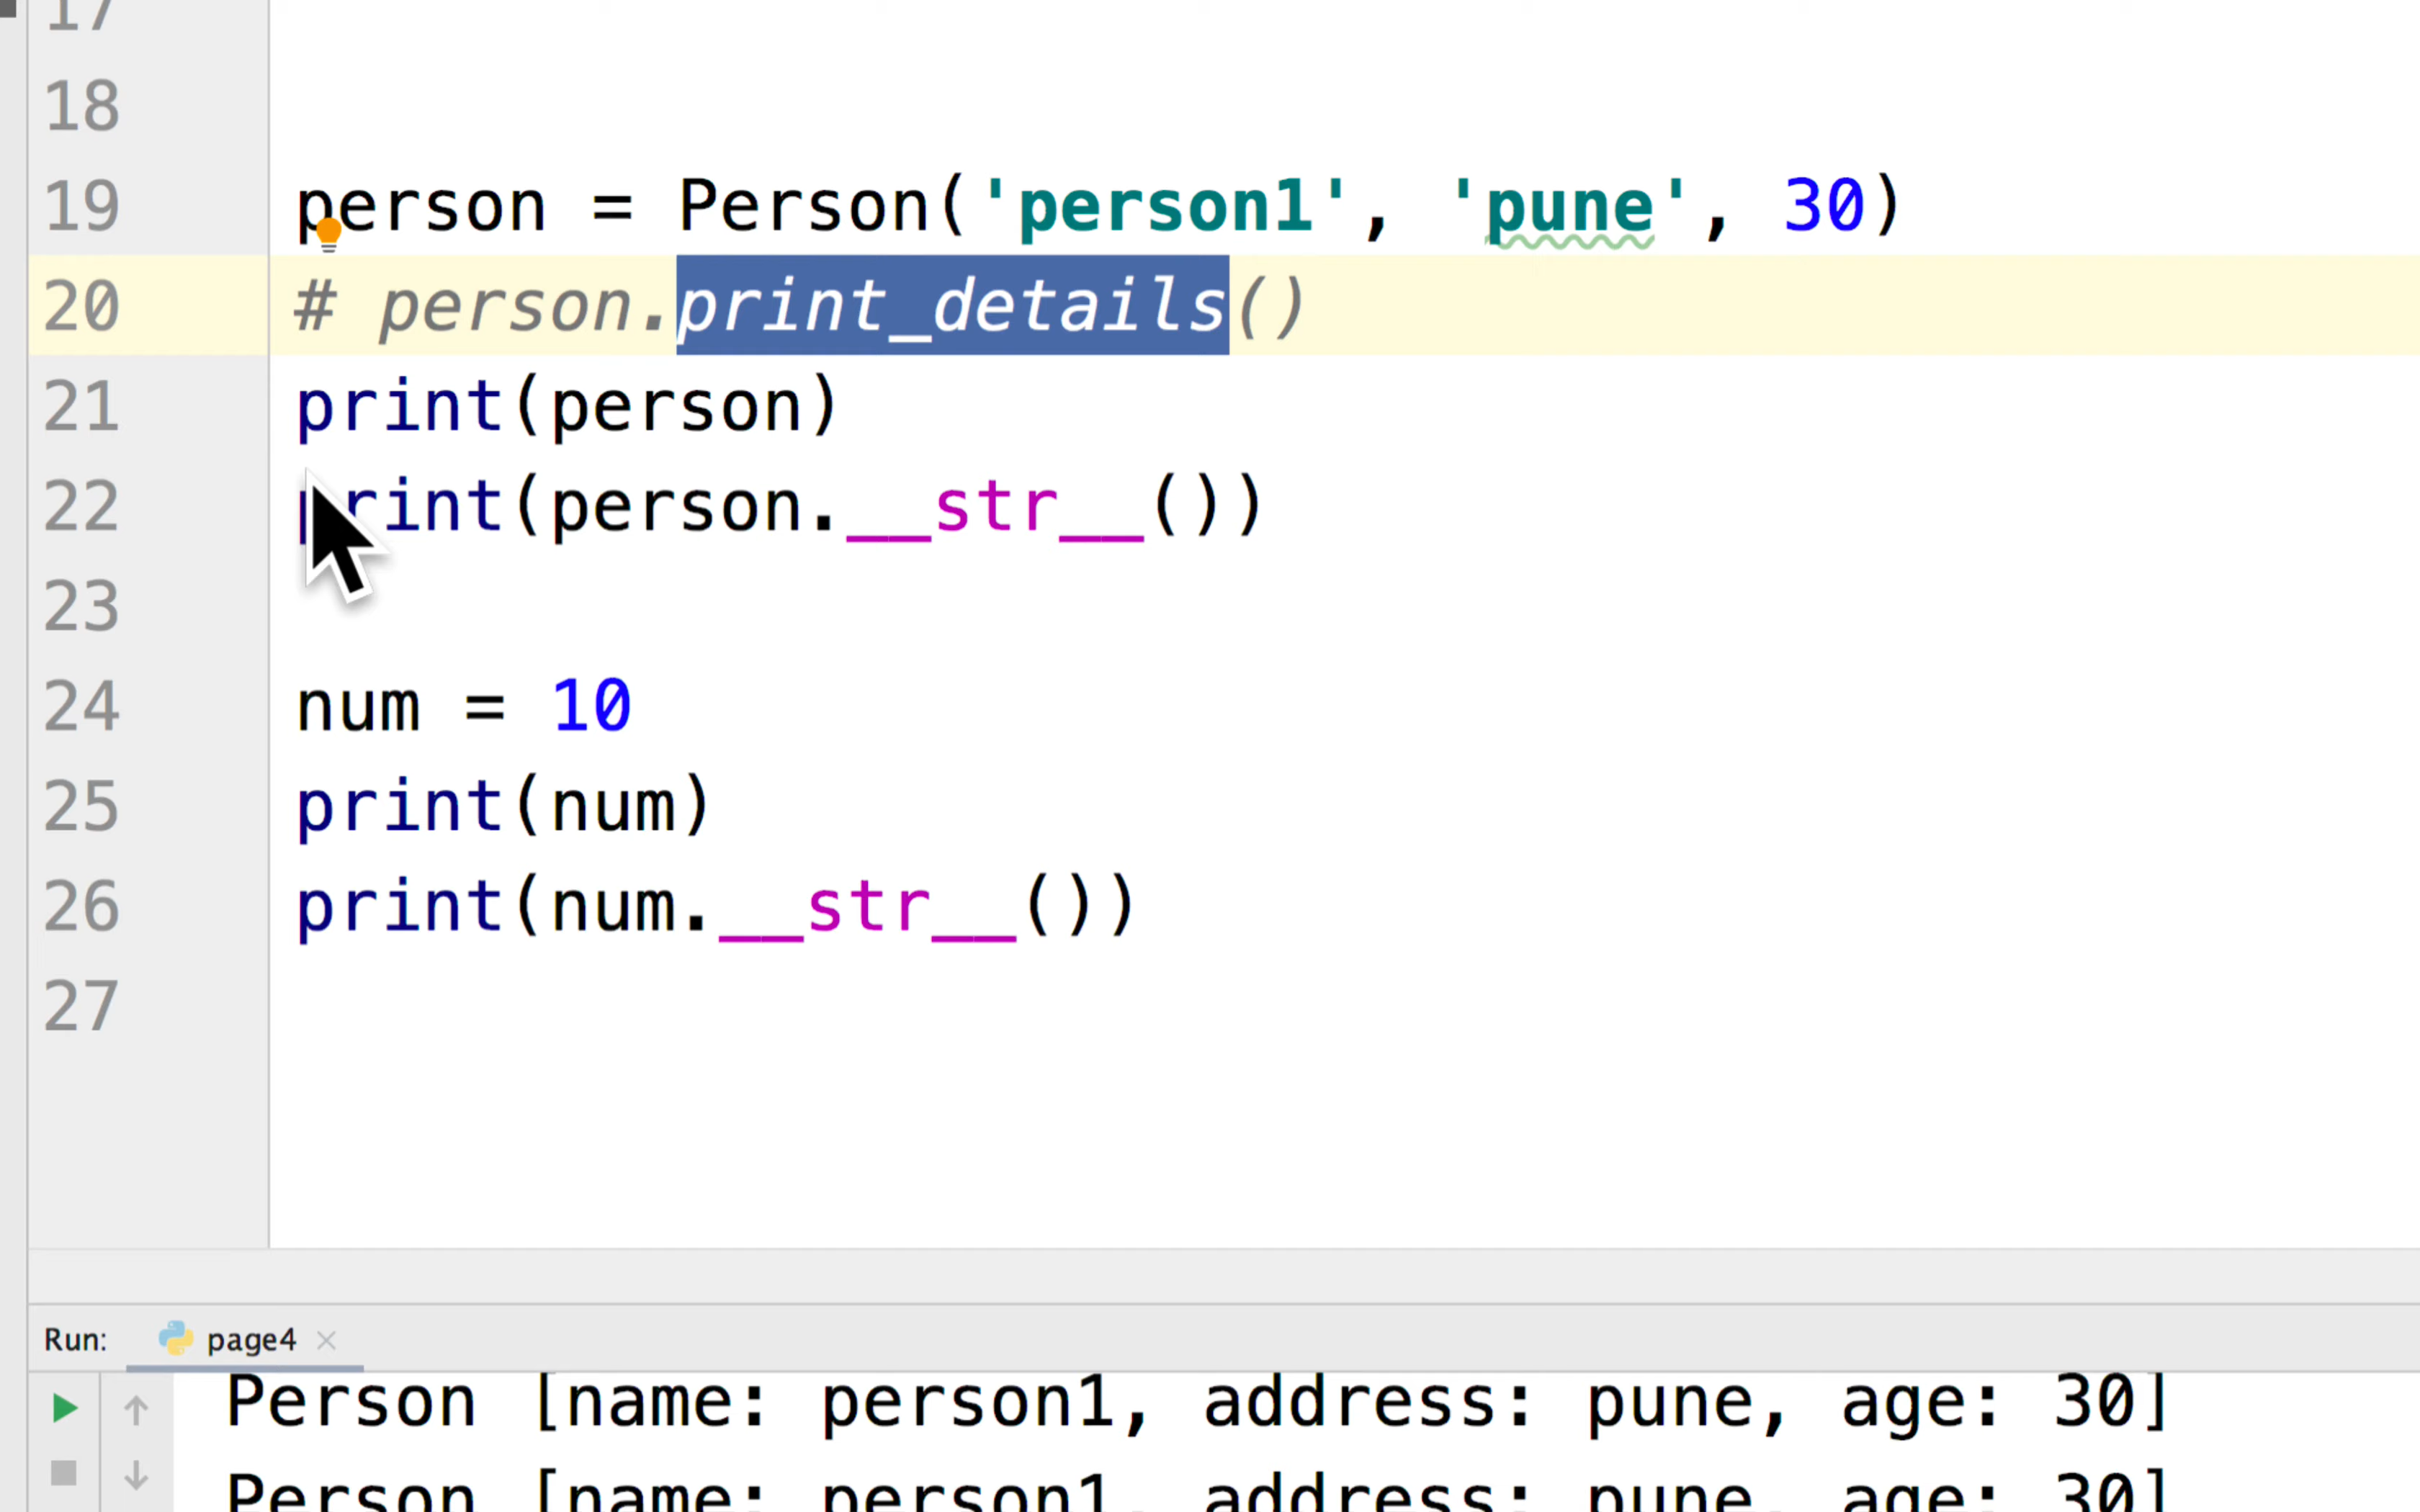 17
18
19 person = Person('person1', 'pune', 30)
20 # person.print_details()
21 print(person)
22 print(person.__str__())
23
24 num = 10
25 print(num)
26 print(num.__str__())
27
Run: page4
Person [name: person1, address: pune, age: 30]
Person [name: person1, address: pune, age: 30]